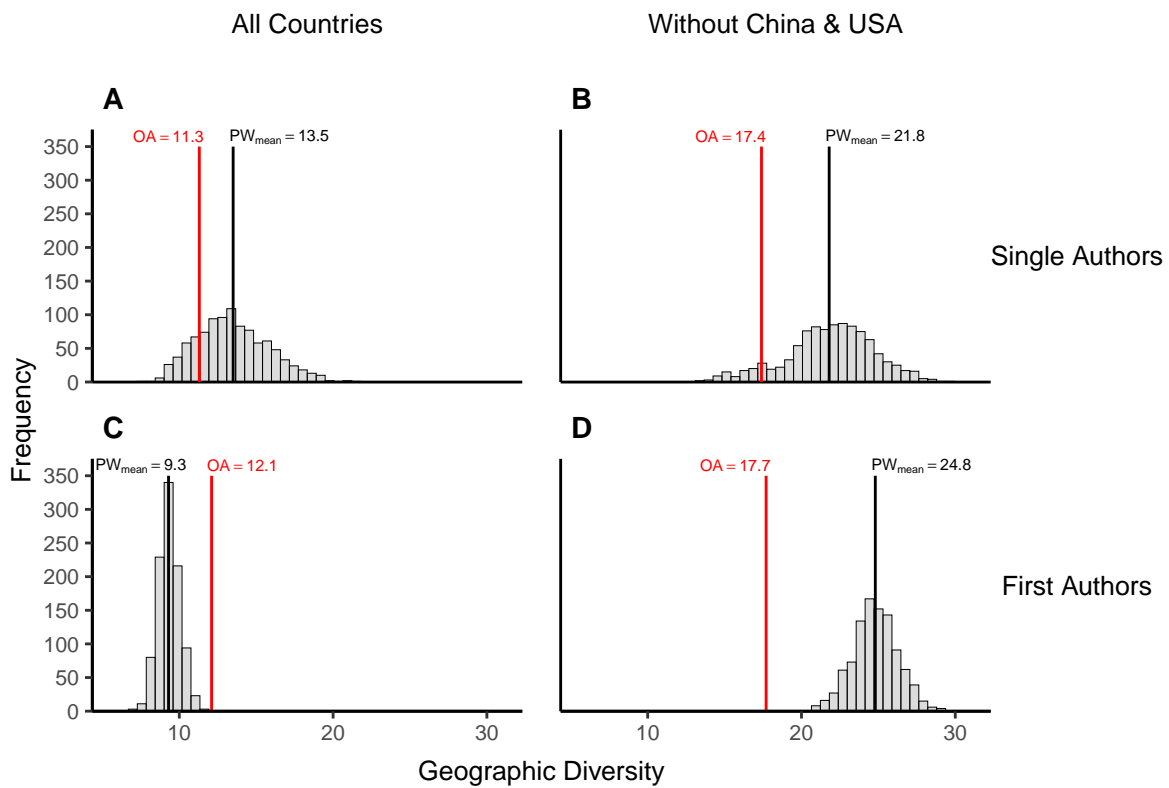 All Countries
Without China & USA
A
B
OA = 11.3
PWmean = 13.5
OA = 17.4
PWmean = 21.8
350
300
250
200
150
100
50
0
Single Authors
Frequency
C
D
PWmean = 9.3
OA = 12.1
OA = 17.7
PWmean = 24.8
350
300
250
200
150
100
50
0
First Authors
10
20
30
10
20
30
Geographic Diversity